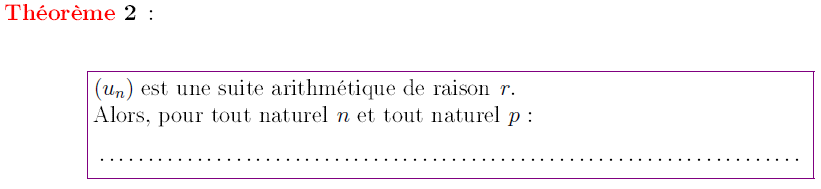 Théorème 2 :
(uₙ) est une suite arithmétique de raison r.
Alors, pour tout naturel n et tout naturel p :
........................................................................